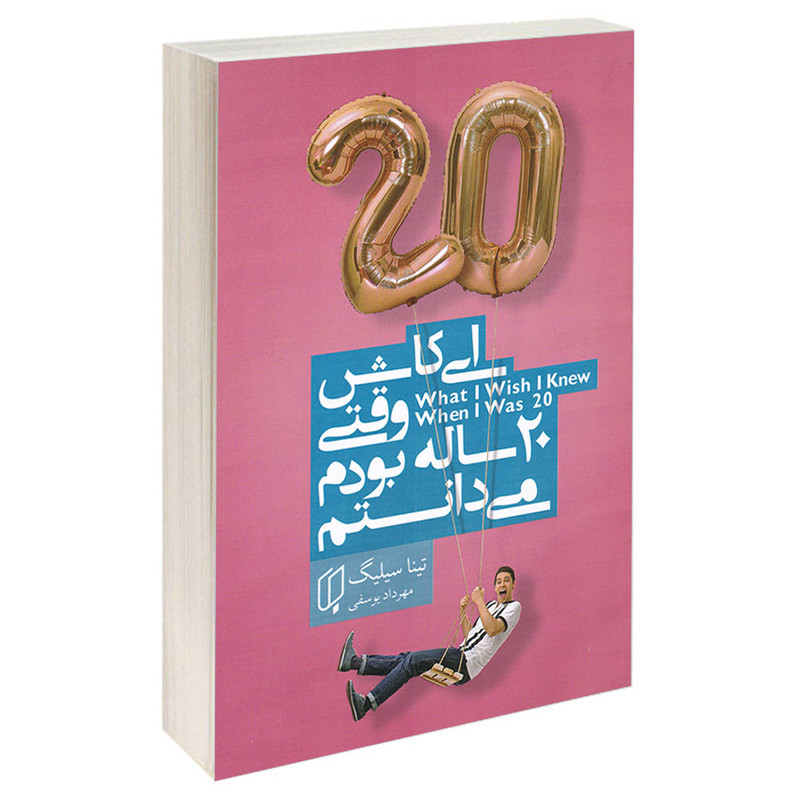 20
ای کاش
What I Wish I Knew
وقتی
When I Was 20
۲۰ ساله بودم
می‌دانستم
تینا سیلیگ
مهرداد یوسفی